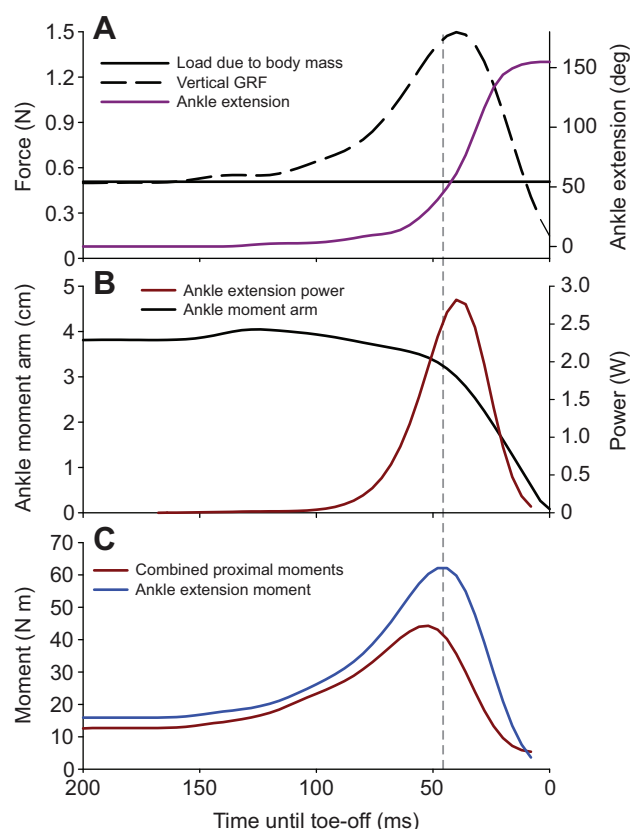 A
Load due to body mass
Vertical GRF
Ankle extension
Force (N)
1.5
1.2
0.9
0.6
0.3
0
Ankle extension (deg)
150
100
50
0
B
Ankle extension power
Ankle moment arm
Ankle moment arm (cm)
5
4
3
2
1
0
Power (W)
3.0
2.5
2.0
1.5
1.0
0.5
0
C
Combined proximal moments
Ankle extension moment
Moment (N m)
70
60
50
40
30
20
10
0
200 150 100 50 0
Time until toe-off (ms)